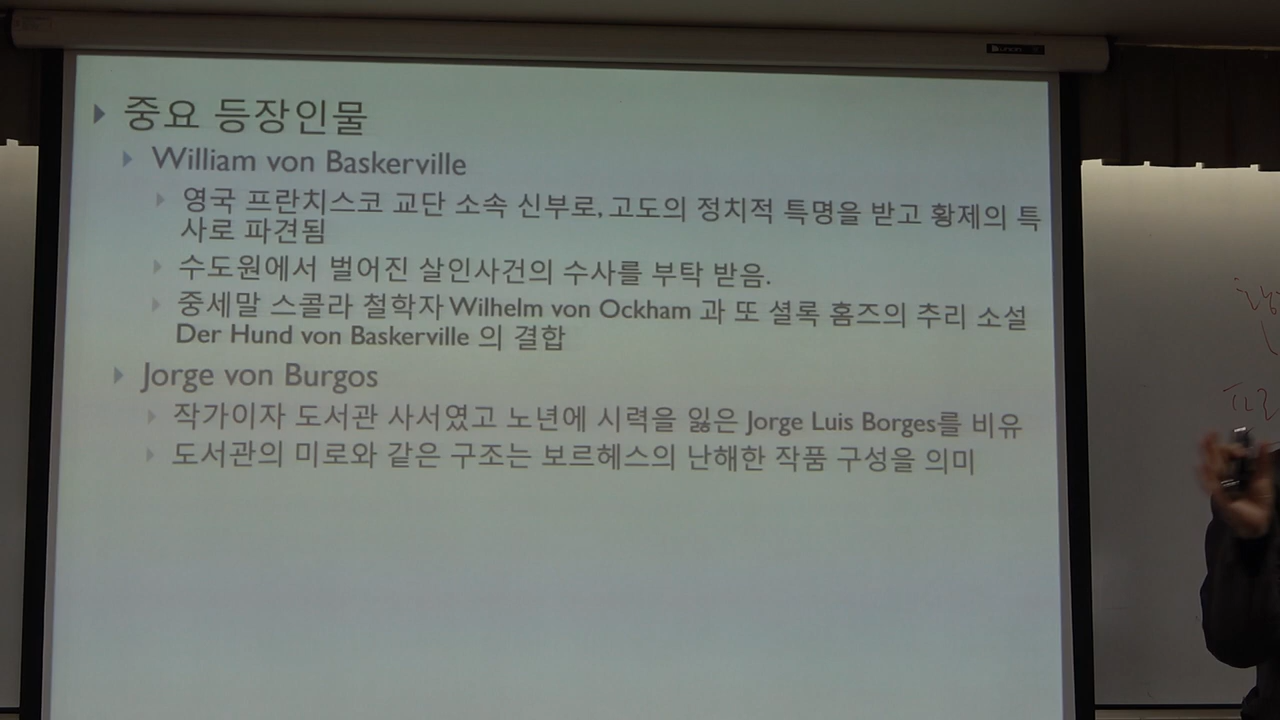 중요 등장인물
William von Baskerville
영국 프란치스코 교단 소속 신부로, 고도의 정치적 특명을 받고 황제의 특
사로 파견됨
수도원에서 벌어진 살인사건의 수사를 부탁 받음.
중세말 스콜라 철학자 Wilhelm von Ockham 과 또 셜록 홈즈의 추리 소설
Der Hund von Baskerville 의 결합
Jorge von Burgos
작가이자 도서관 사서였고 노년에 시력을 잃은 Jorge Luis Borges를 비유
도서관의 미로와 같은 구조는 보르헤스의 난해한 작품 구성을 의미